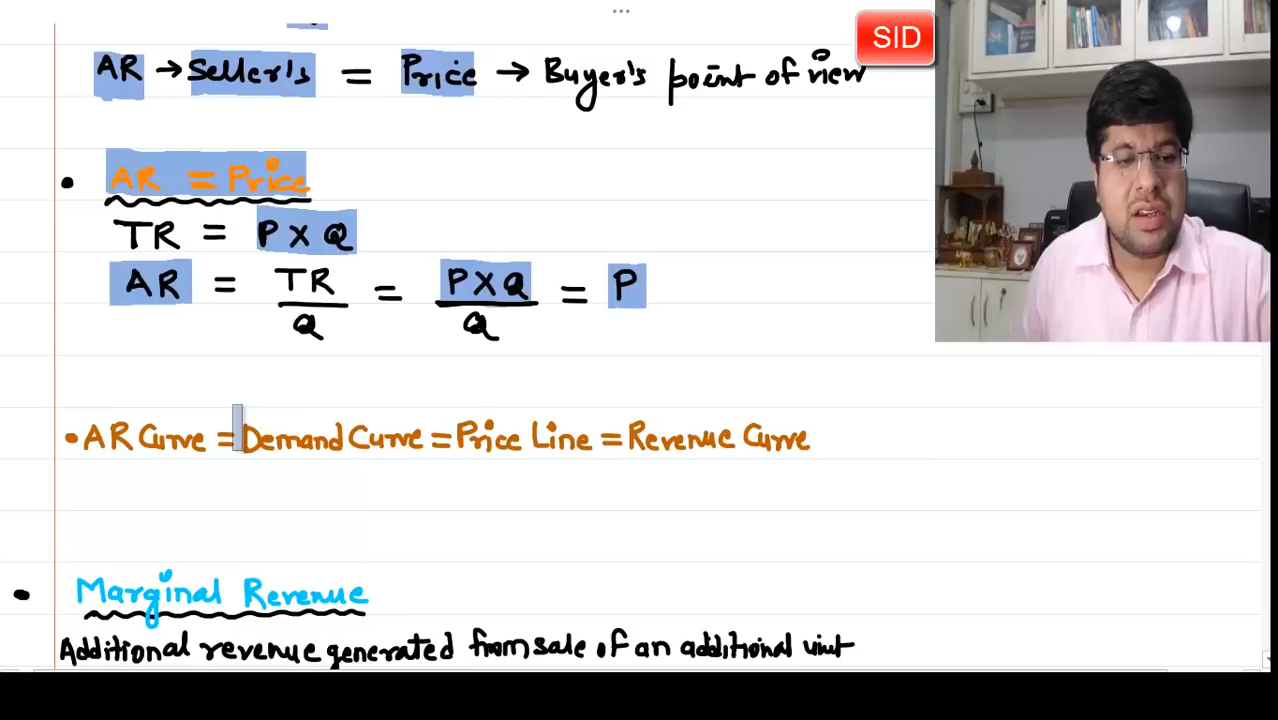 SID
AR → Seller's = Price → Buyer's point of view
• AR = Price
TR = P X Q
AR = TR/Q = P X Q/Q = P
• AR Curve = Demand Curve = Price Line = Revenue Curve
• Marginal Revenue
Additional revenue generated from sale of an additional unit